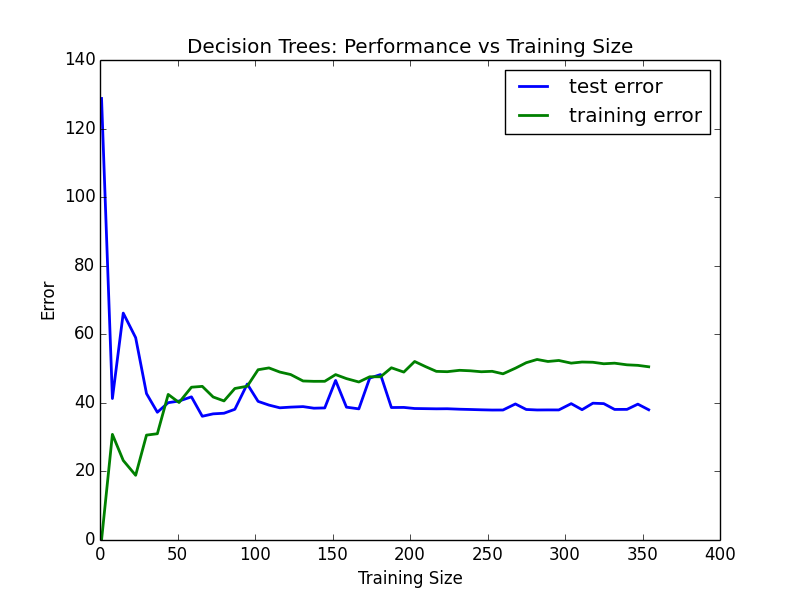 Decision Trees: Performance vs Training Size
140
120
100
80
60
40
20
0
Error
test error
training error
0 50 100 150 200 250 300 350 400
Training Size